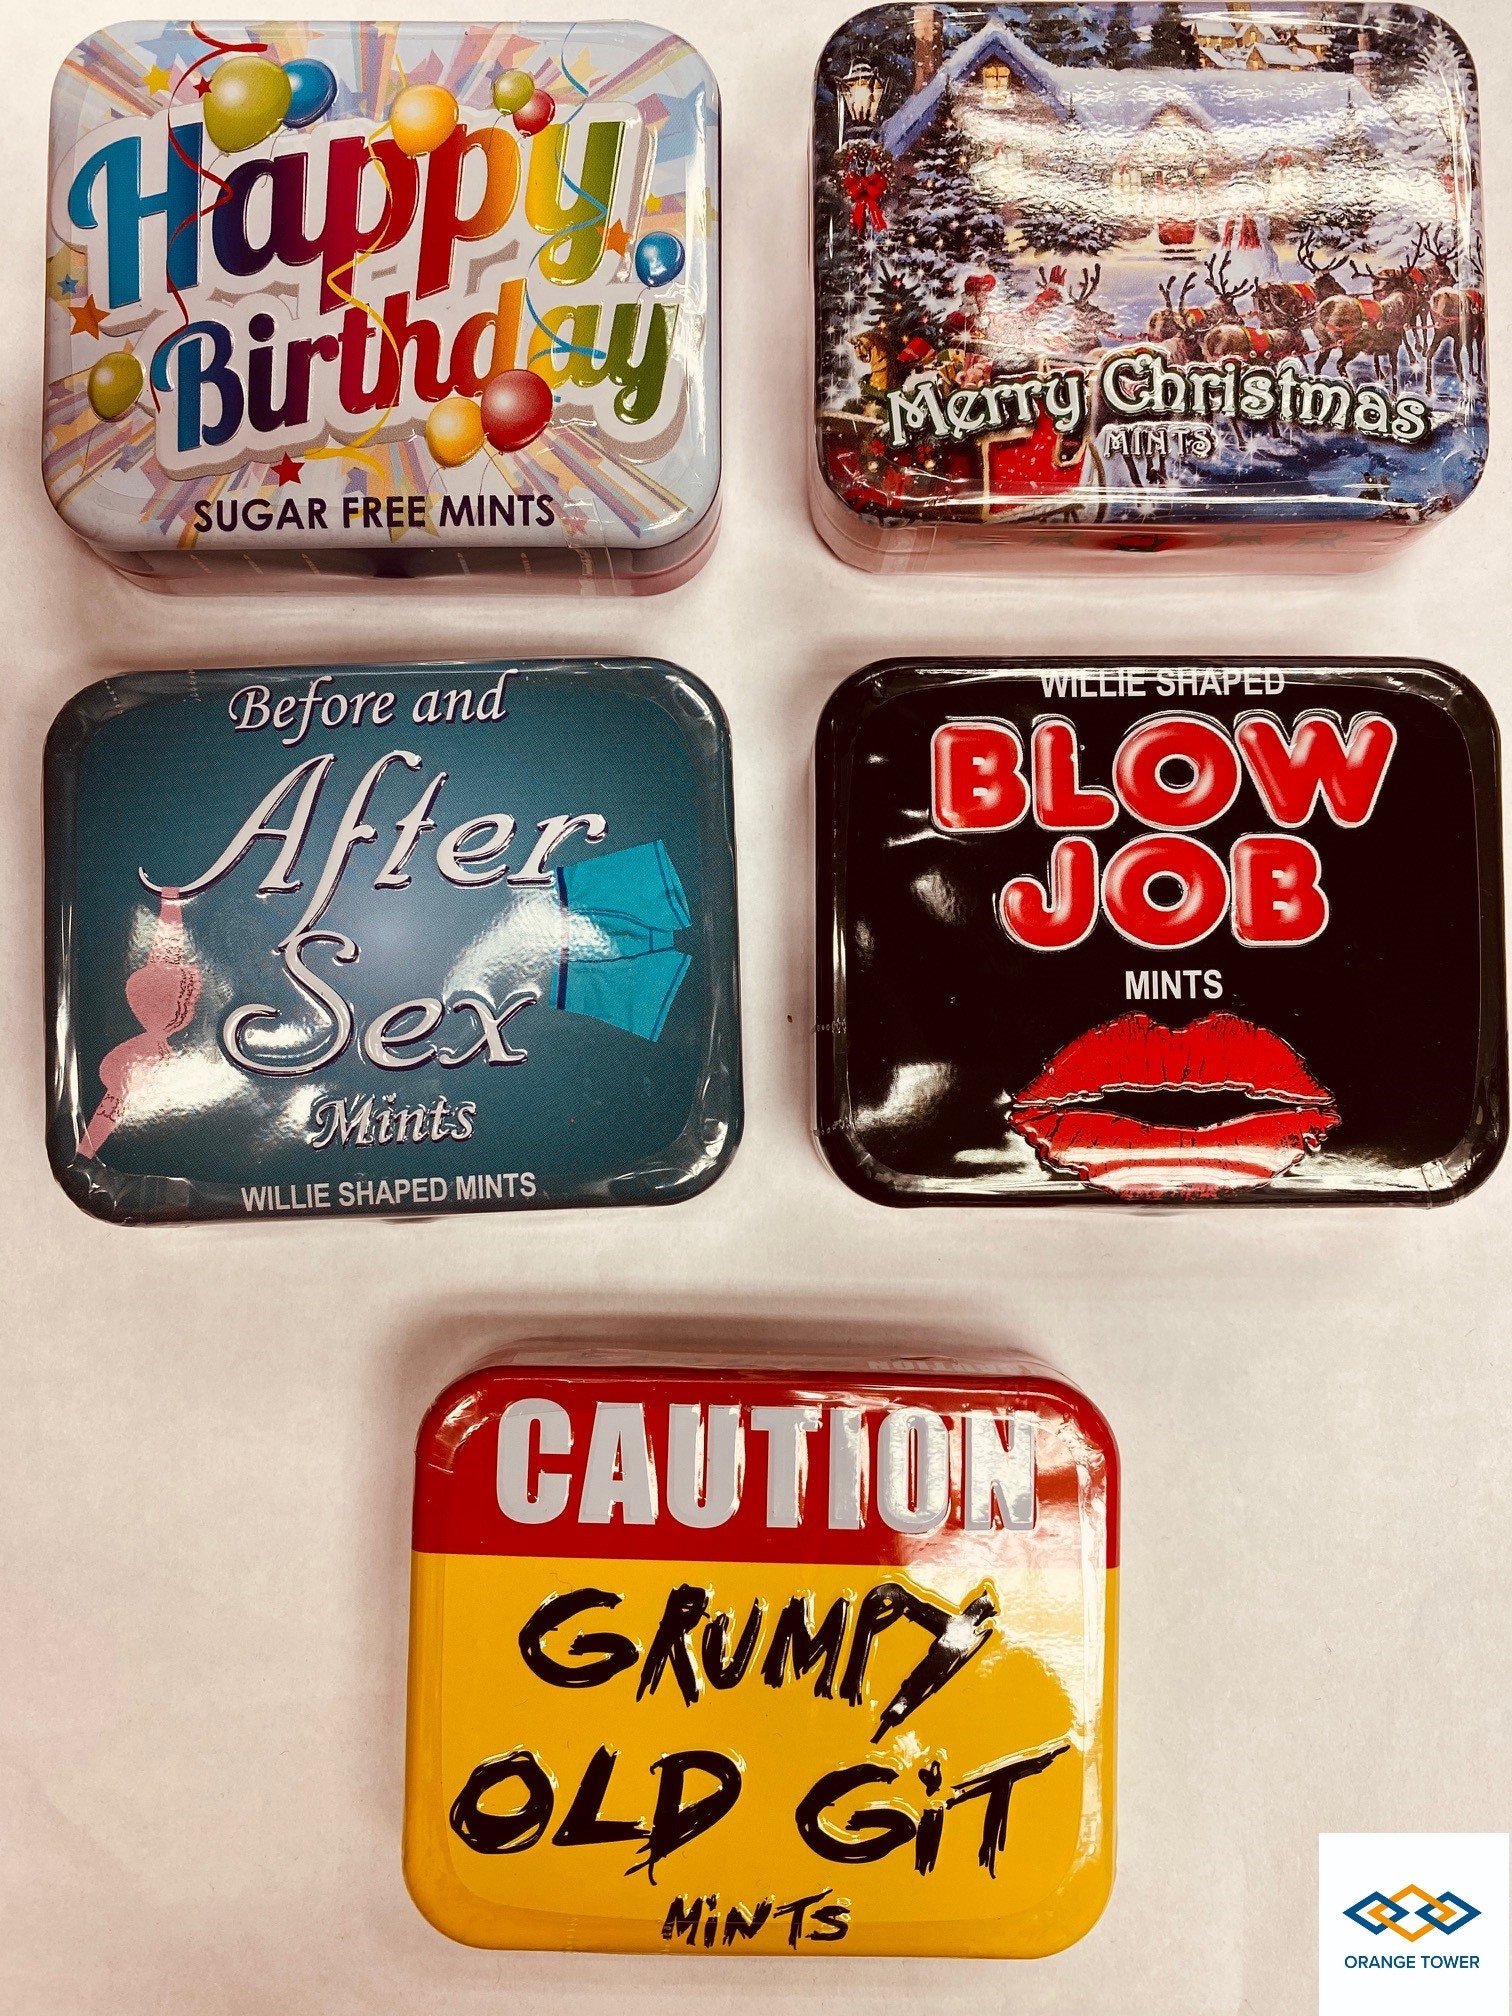 Happy
Birthday
SUGAR FREE MINTS
Merry Christmas
MINTS
Before and
After
Sex
Mints
WILLIE SHAPED MINTS
WILLIE SHAPED
BLOW
JOB
MINTS
CAUTION
GRUMPY
OLD GiT
MiNTS
ORANGE TOWER